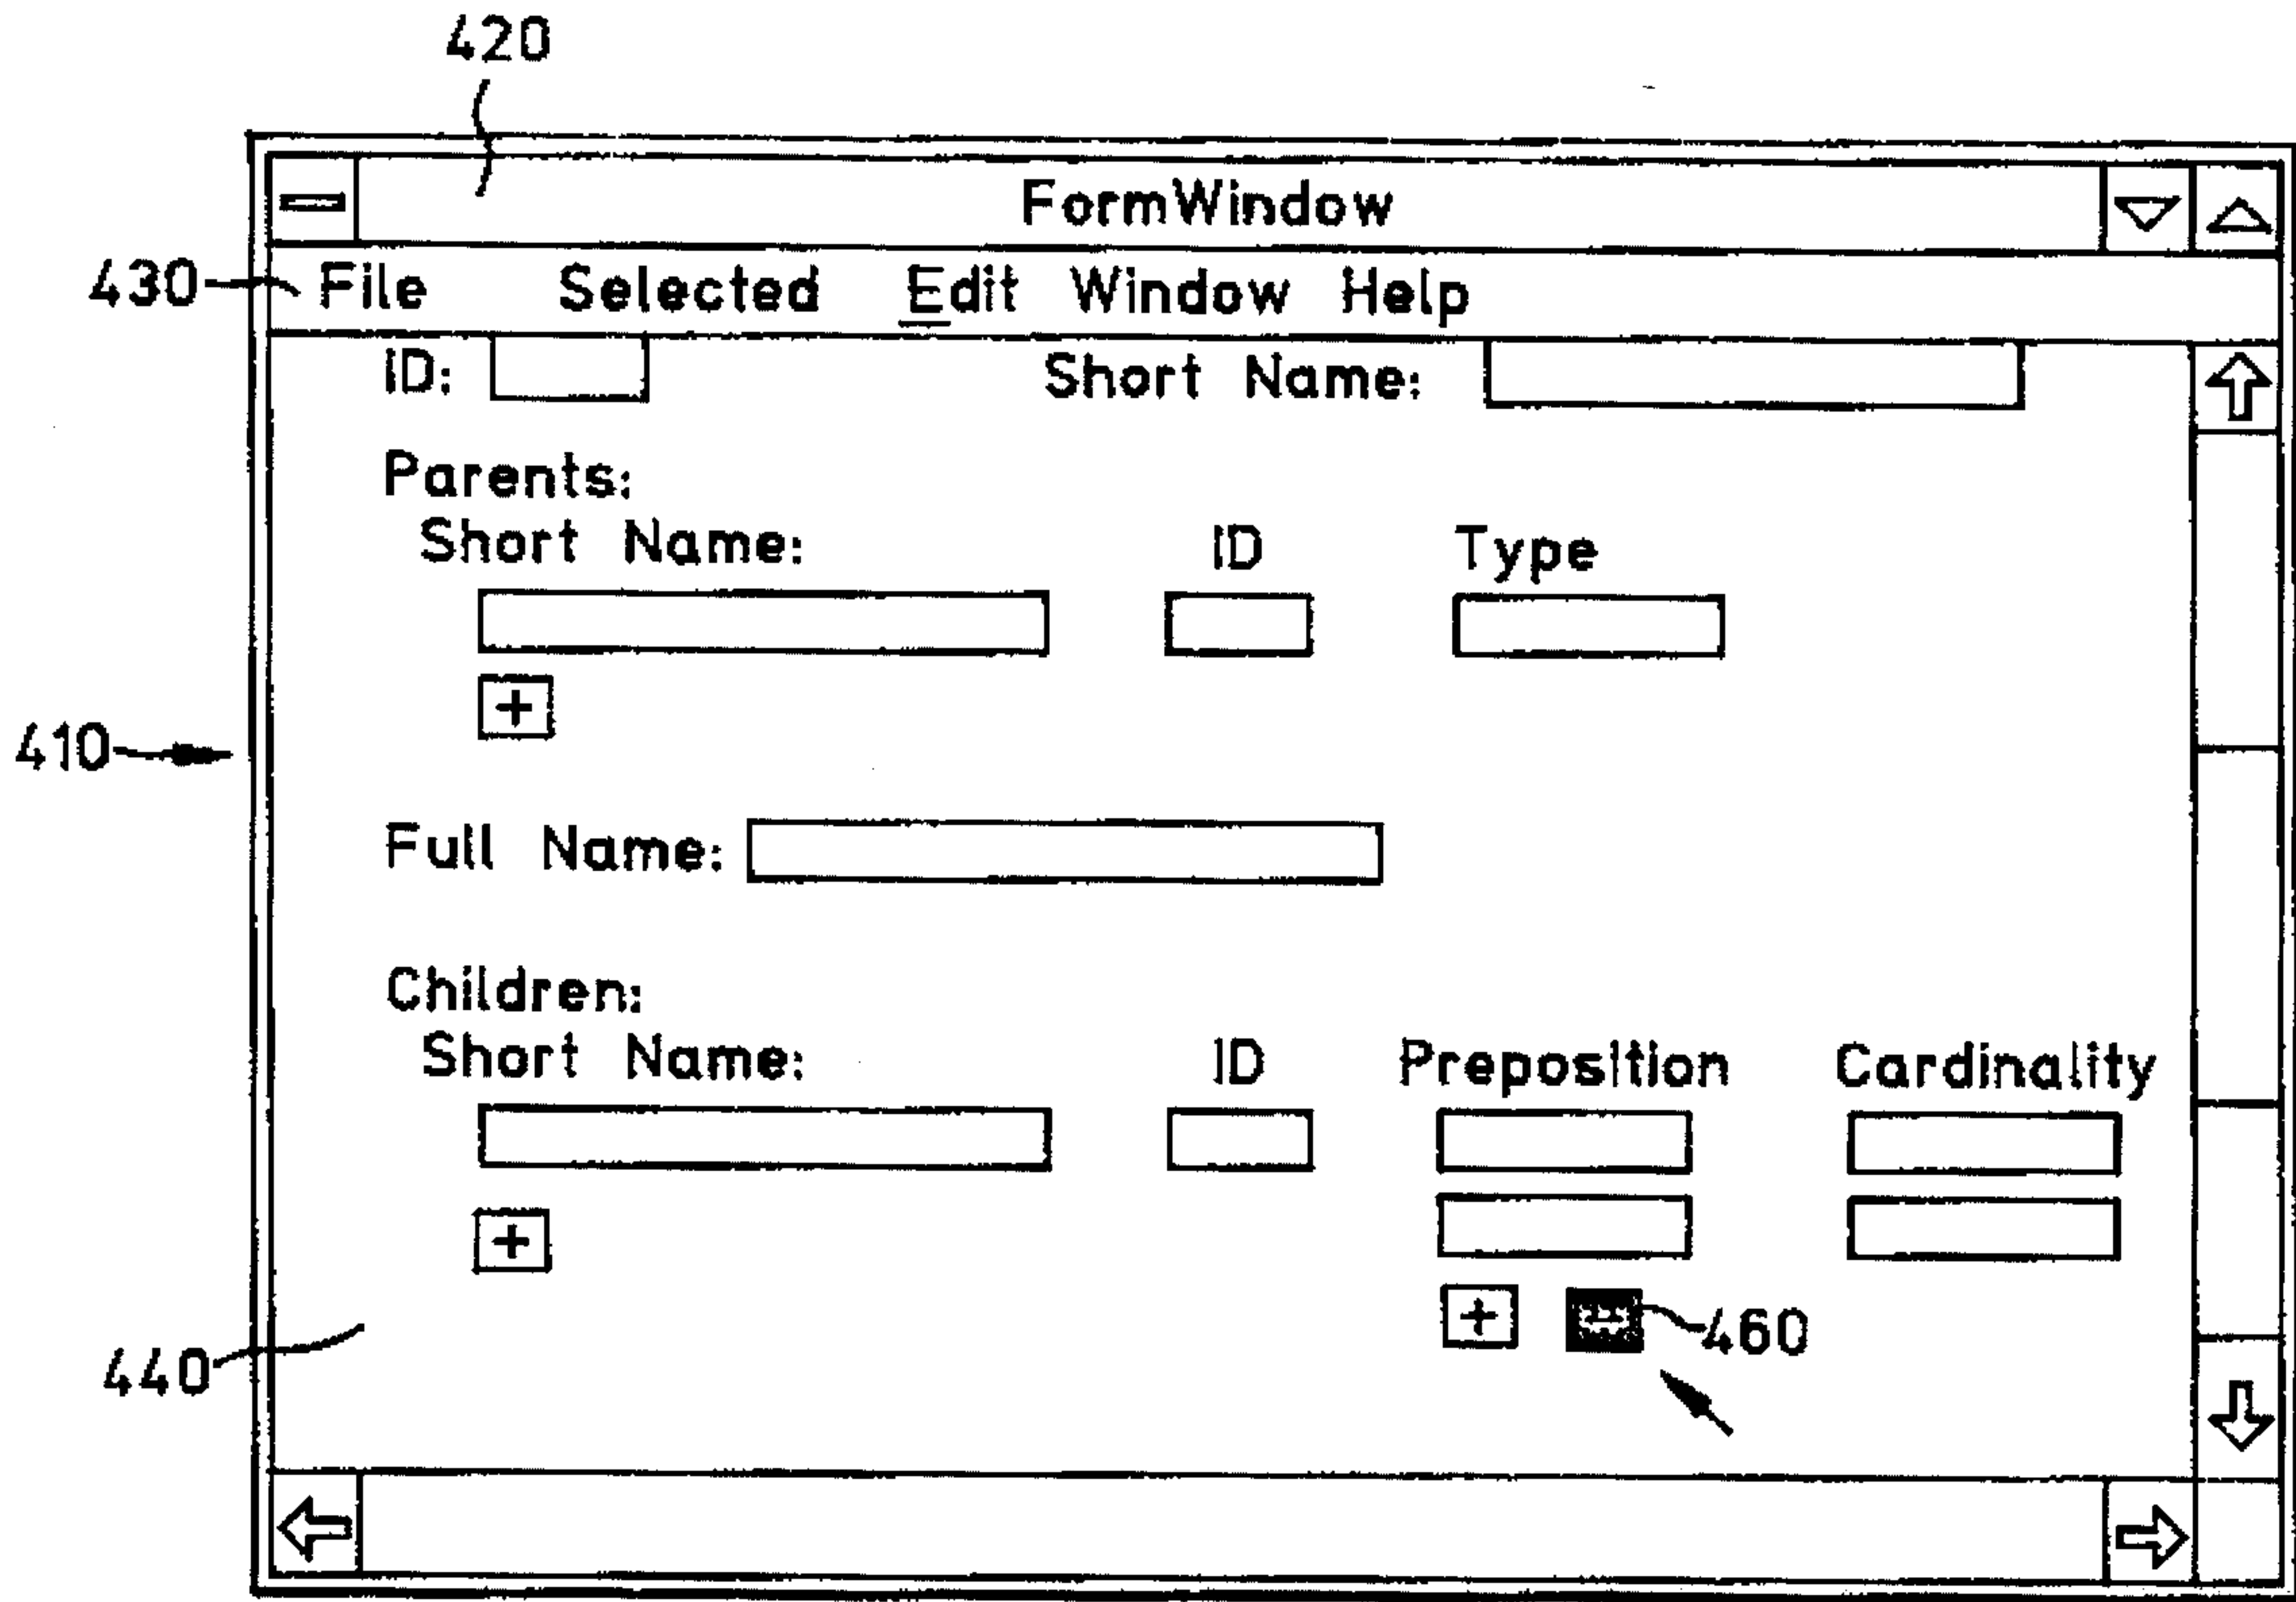 420
FormWindow
430
File Selected Edit Window Help
ID: Short Name:
Parents:
Short Name: ID Type
+
410
Full Name:
Children:
Short Name: ID Preposition Cardinality
+
+ 460
440